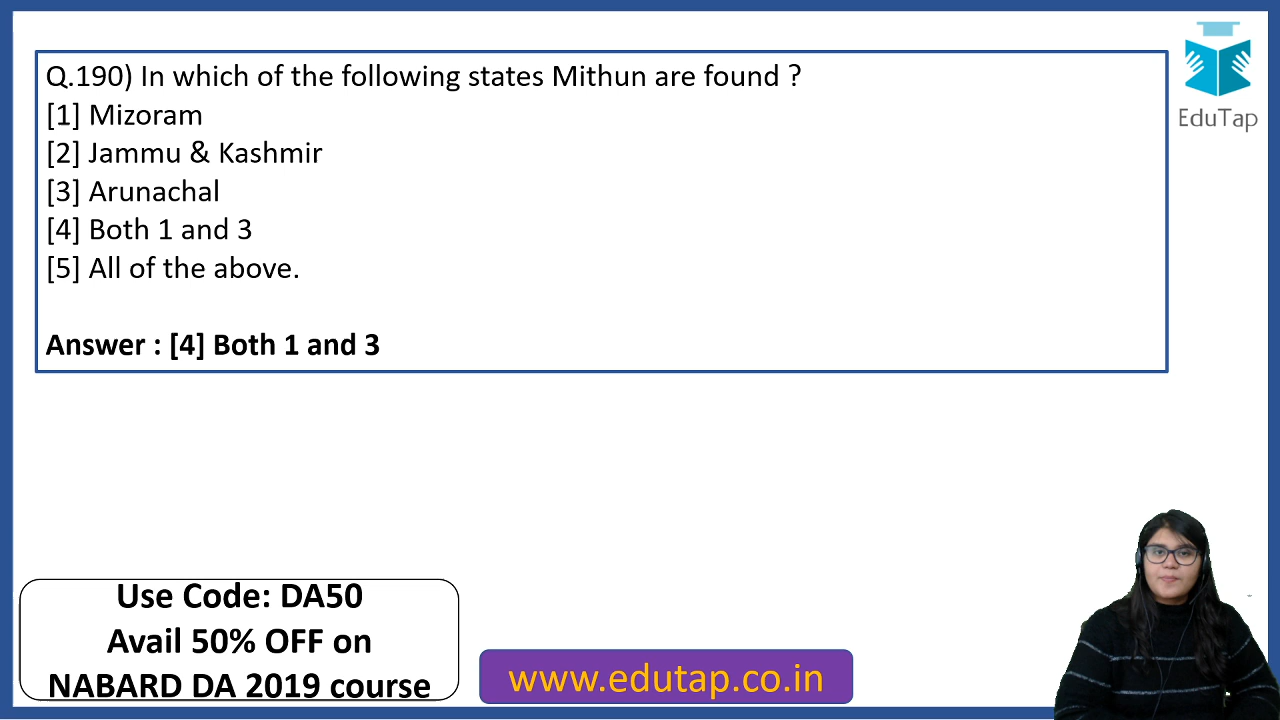 Q.190) In which of the following states Mithun are found ?
[1] Mizoram
[2] Jammu & Kashmir
[3] Arunachal
[4] Both 1 and 3
[5] All of the above.
Answer : [4] Both 1 and 3
EduTap
Use Code: DA50
Avail 50% OFF on
NABARD DA 2019 course
www.edutap.co.in